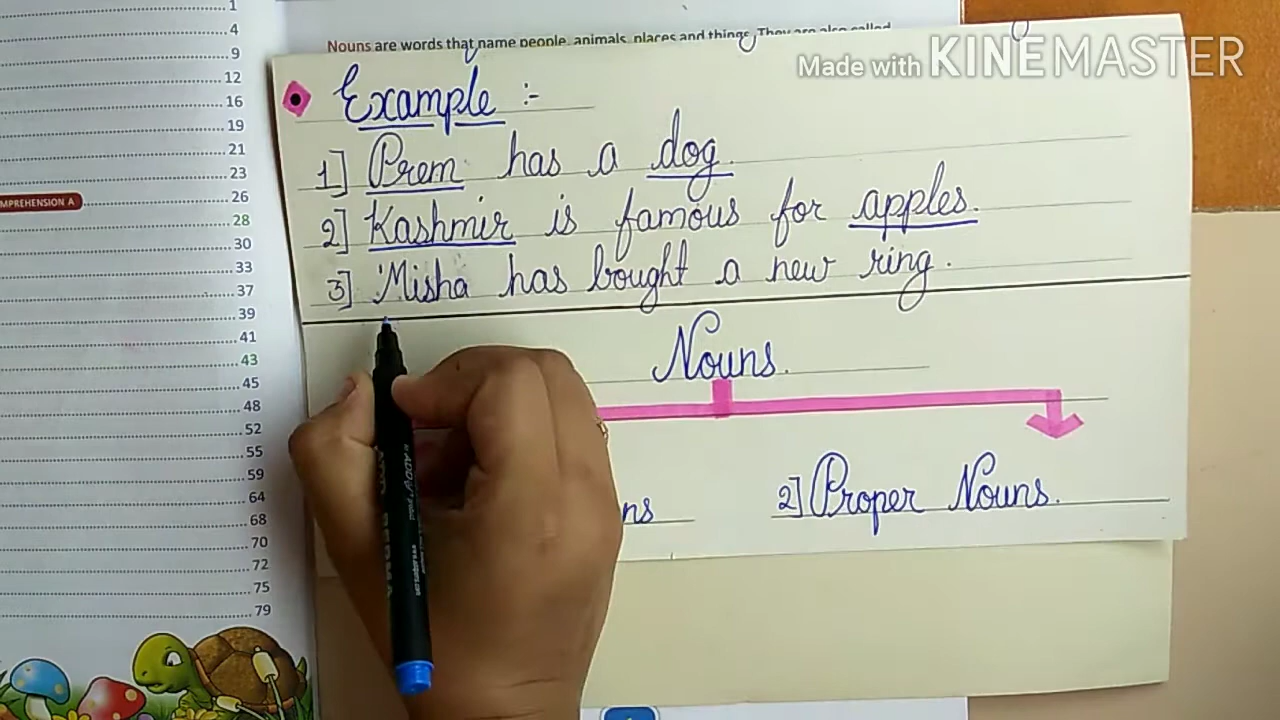 1
4
9
12
16
19
21
23
MPREHENSION A
26
28
30
33
37
39
41
43
45
48
52
55
59
64
68
70
72
75
79
Nouns are words that name people, animals, places and things. They are also called
Made with KINEMASTER
Example :-
1] Prem has a dog.
2] Kashmir is famous for apples.
3] Misha has bought a new ring.
Nouns.
ns
2] Proper Nouns.